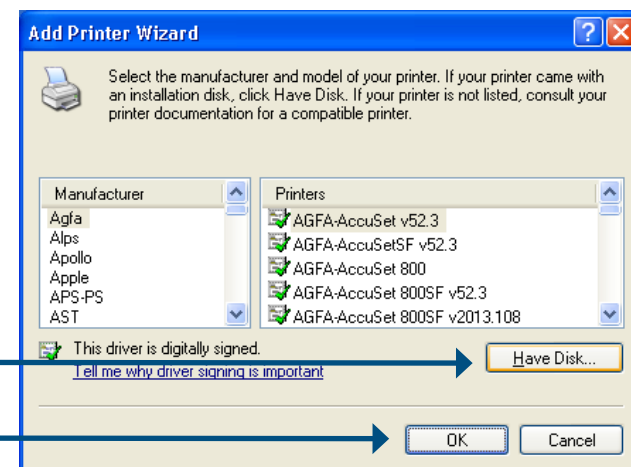 Add Printer Wizard
Select the manufacturer and model of your printer. If your printer came with
an installation disk, click Have Disk. If your printer is not listed, consult your
printer documentation for a compatible printer.
Manufacturer
Agfa
Alps
Apollo
Apple
APS-PS
AST
Printers
AGFA-AccuSet v52.3
AGFA-AccuSetSF v52.3
AGFA-AccuSet 800
AGFA-AccuSet 800SF v52.3
AGFA-AccuSet 800SF v2013.108
This driver is digitally signed.
Tell me why driver signing is important
Have Disk...
OK
Cancel